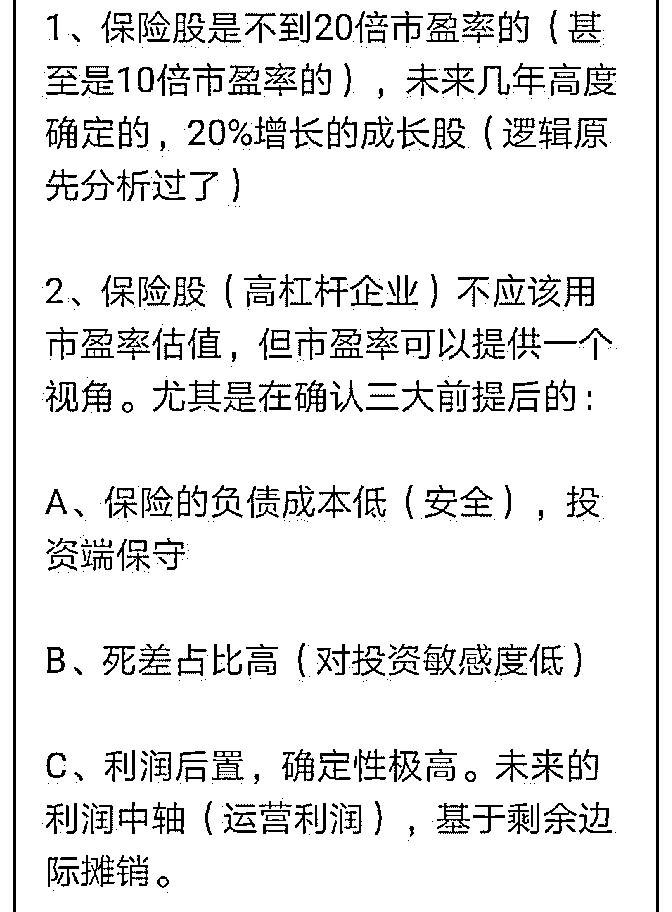 1、保险股是不到20倍市盈率的（甚
至是10倍市盈率的），未来几年高度
确定的，20%增长的成长股（逻辑原
先分析过了）
2、保险股（高杠杆企业）不应该用
市盈率估值，但市盈率可以提供一个
视角。尤其是在确认三大前提后的：
A、保险的负债成本低（安全），投
资端保守
B、死差占比高（对投资敏感度低）
C、利润后置，确定性极高。未来的
利润中轴（运营利润），基于剩余边
际摊销。